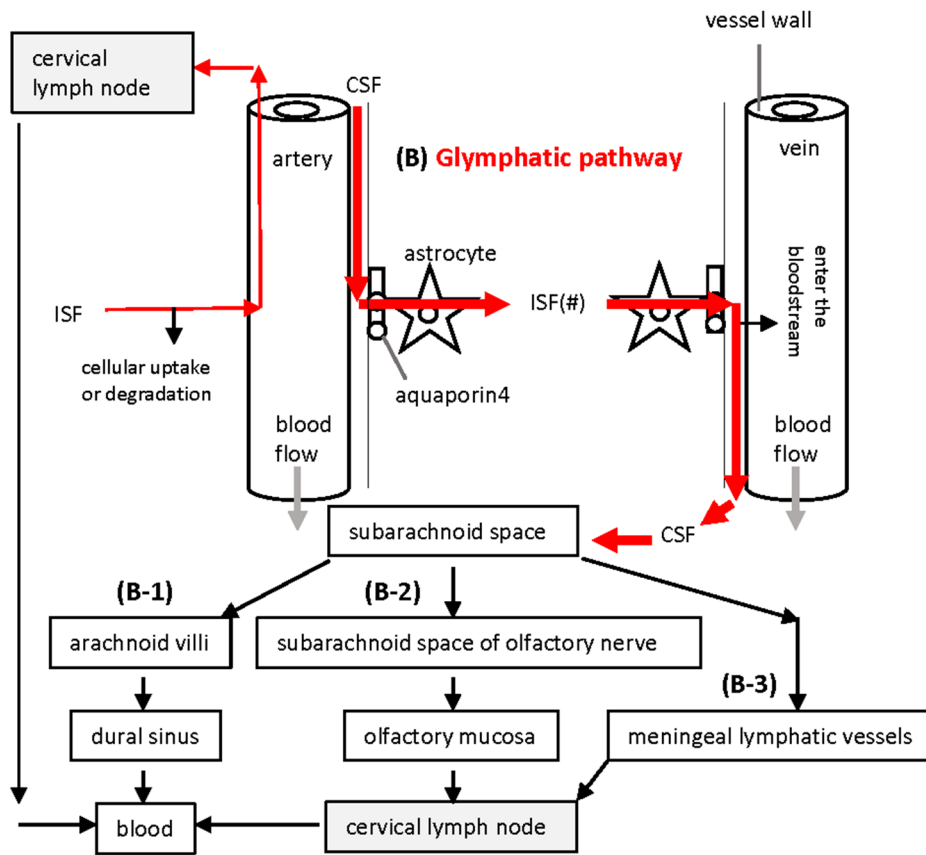 vessel wall
cervical
lymph node
CSF
artery
(B) Glymphatic pathway
vein
astrocyte
enter the
bloodstream
ISF
ISF(#)
cellular uptake
or degradation
aquaporin4
blood
flow
blood
flow
subarachnoid space
CSF
(B-1)
(B-2)
arachnoid villi
subarachnoid space of olfactory nerve
(B-3)
dural sinus
olfactory mucosa
meningeal lymphatic vessels
blood
cervical lymph node